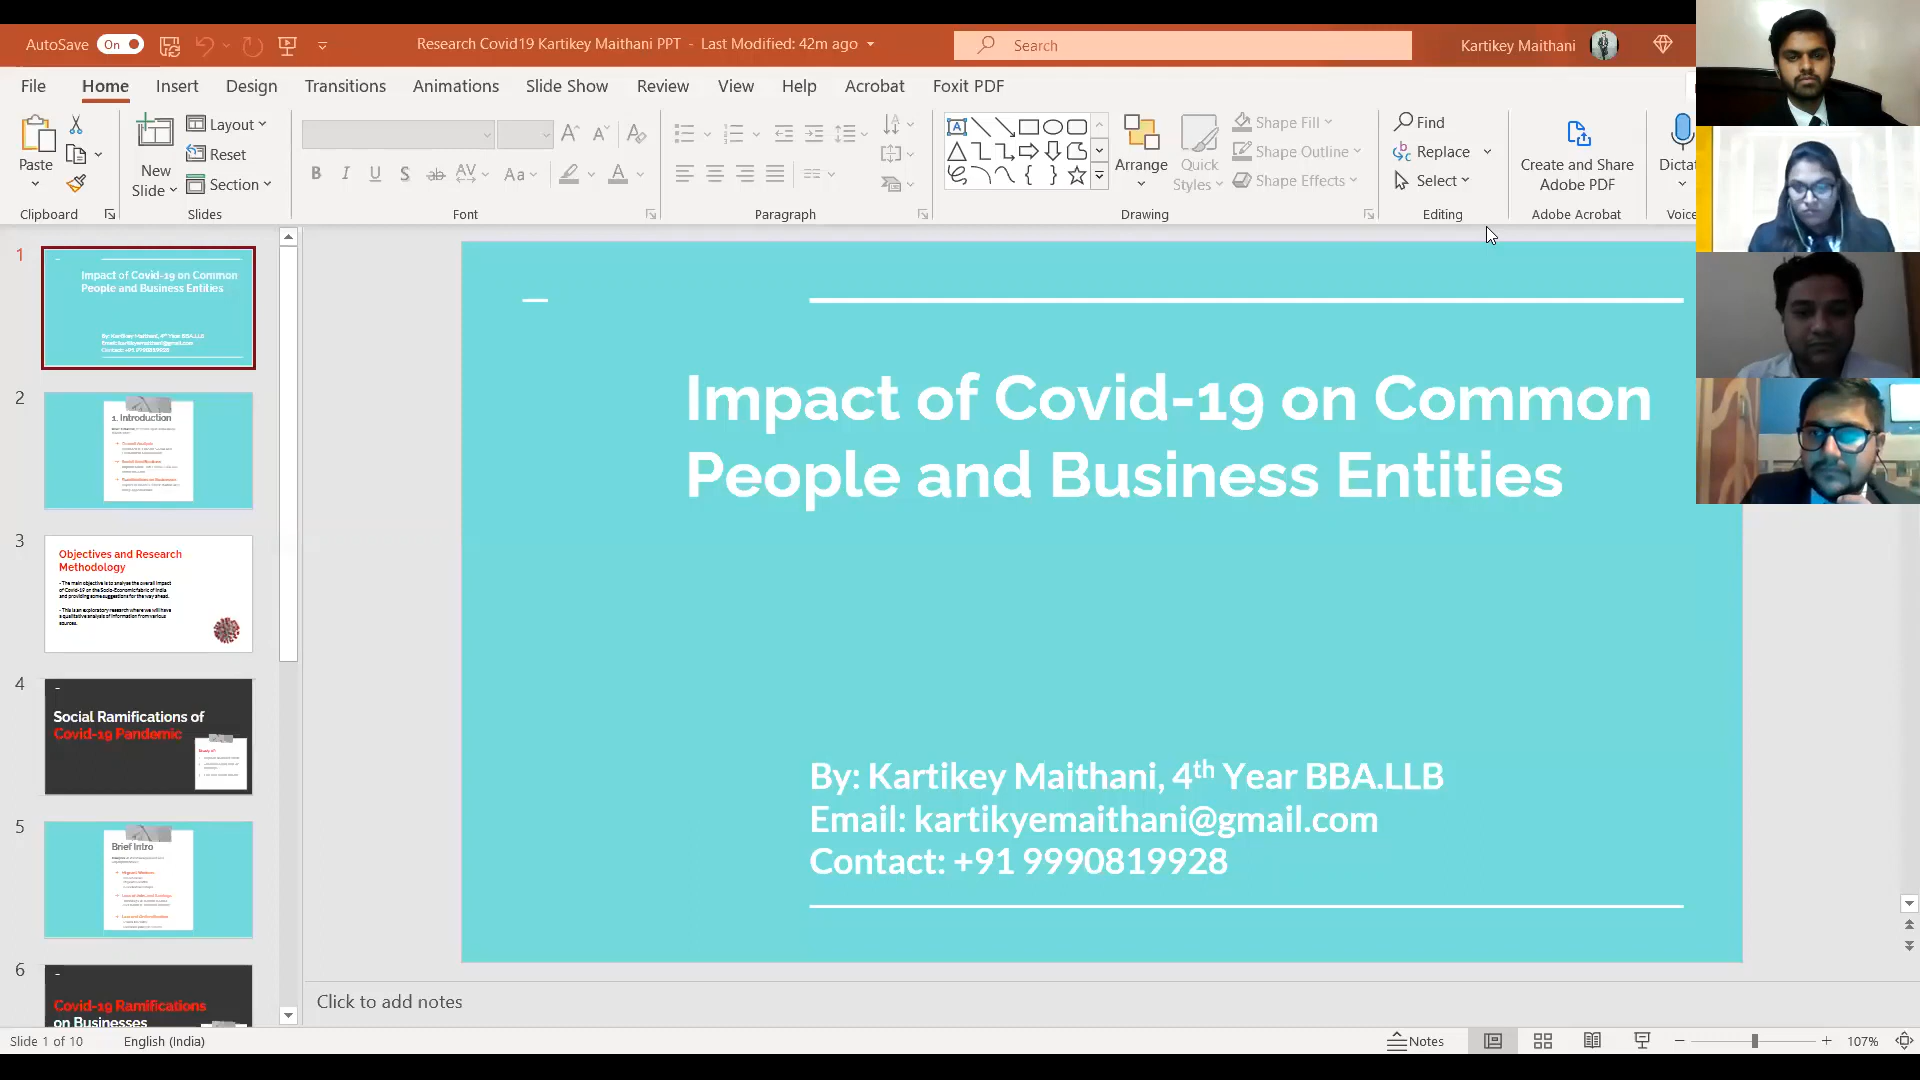 AutoSave On
Research Covid19 Kartikey Maithani PPT - Last Modified: 42m ago
Search
Kartikey Maithani
File Home Insert Design Transitions Animations Slide Show Review View Help Acrobat Foxit PDF
Paste
Clipboard
New Slide
Layout
Reset
Section
Slides
Font
Paragraph
Arrange
Quick Styles
Shape Fill
Shape Outline
Shape Effects
Drawing
Find
Replace
Select
Editing
Create and Share
Adobe PDF
Adobe Acrobat
Dictat
Voice
1
Impact of Covid-19 on Common
People and Business Entities
By: Kartikey Maithani, 4th Year BBA.LLB
Email: kartikyemaithani@gmail.com
Contact: +91 9990819928
2
1. Introduction
3
Objectives and Research
Methodology
- The main objective is to analyse the overall impact
of Covid-19 on the Socio-Economic fabric of India
and providing some suggestions for the way ahead.
- This is an exploratory research where we will have
a qualitative analysis of information from various
sources.
4
Social Ramifications of
Covid-19 Pandemic
5
Brief Intro
6
Covid-19 Ramifications
on Businesses
Impact of Covid-19 on Common
People and Business Entities
By: Kartikey Maithani, 4th Year BBA.LLB
Email: kartikyemaithani@gmail.com
Contact: +91 9990819928
Click to add notes
Slide 1 of 10
English (India)
Notes
107%